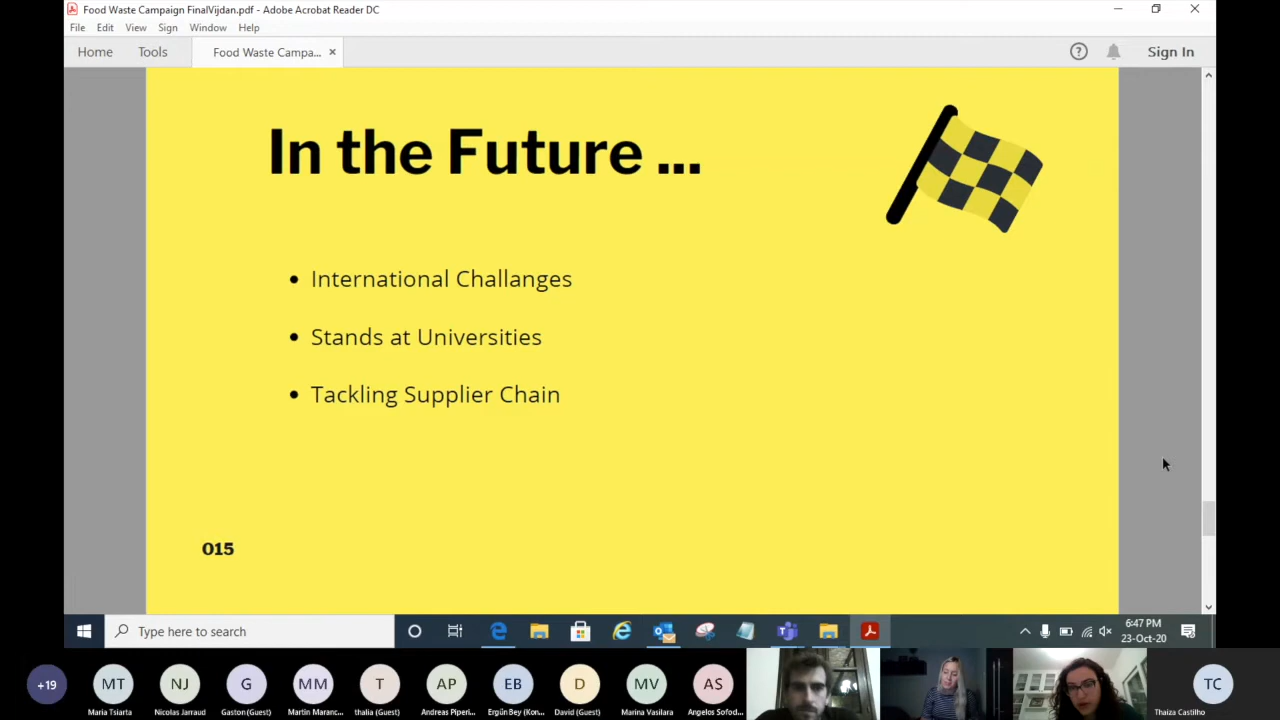 Food Waste Campaign FinalVijdan.pdf - Adobe Acrobat Reader DC
File Edit View Sign Window Help
Home Tools Food Waste Campa... × ? Sign In
In the Future ...
• International Challanges
• Stands at Universities
• Tackling Supplier Chain
015
Type here to search
6:47 PM
23-Oct-20
+19 MT NJ G MM T AP EB D MV AS TC
Maria Tsiarta Nicolas Jarraud Gaston (Guest) Martin Maranc... thalia (Guest) Andreas Piperi... Ergün Bey (Kon... David (Guest) Marina Vasilara Angelos Sofod... Thaiza Castilho